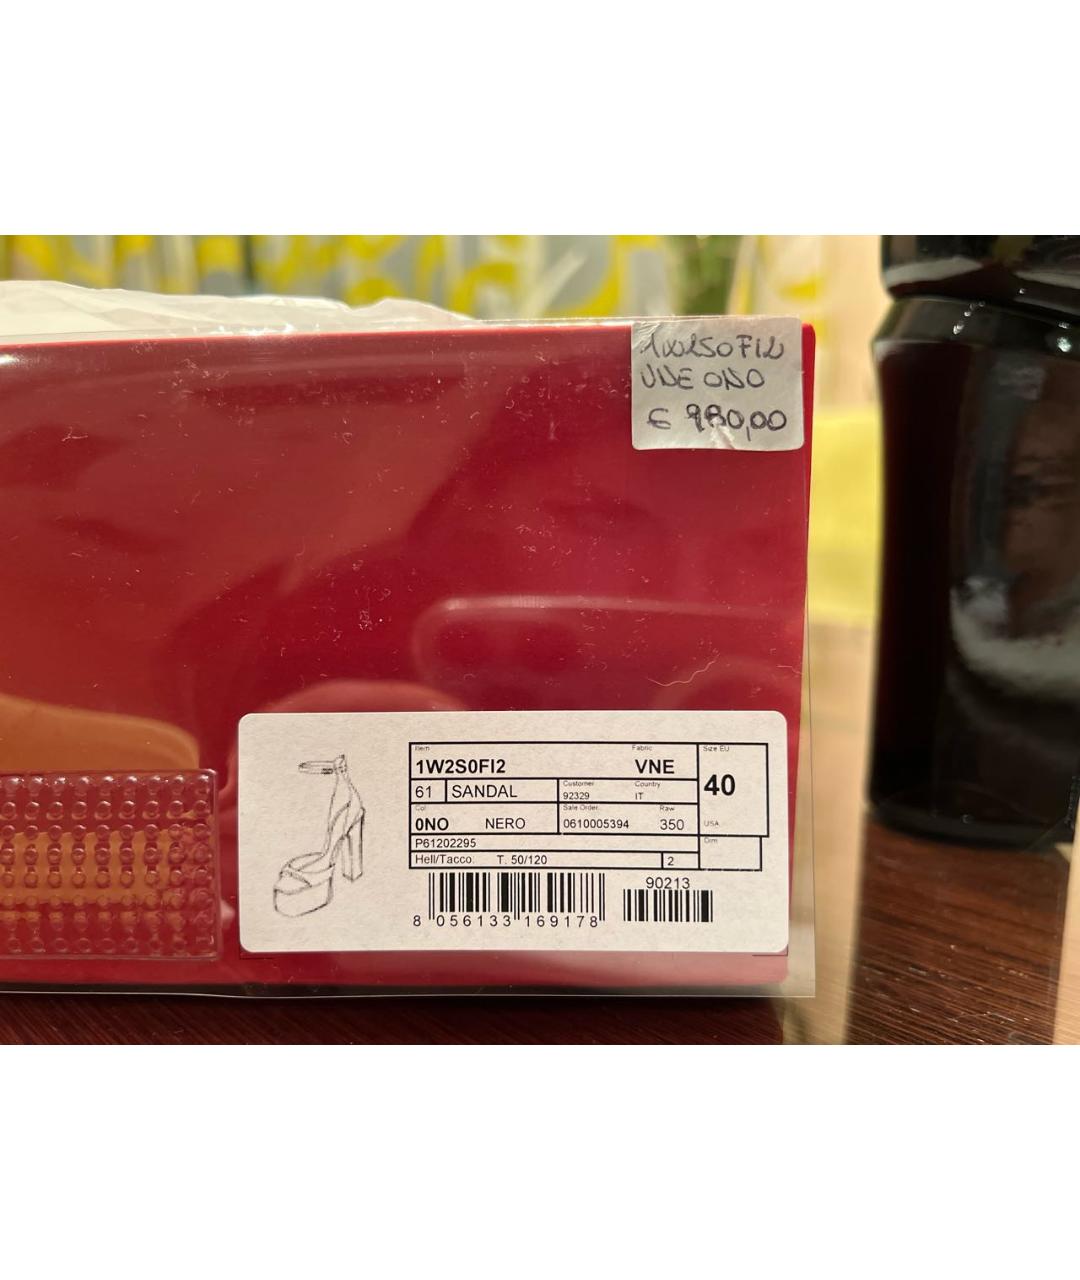 1W2S0FI2
VNE 0NO
€ 980,00
Item Fabric Size EU
1W2S0FI2 VNE 40
61 SANDAL Customer 92329 Country IT
Col Sale Order Raw
0NO NERO 0610005394 350 USA
P61202295 Dim
Hell/Tacco. T. 50/120 2
90213
8 056133 169178